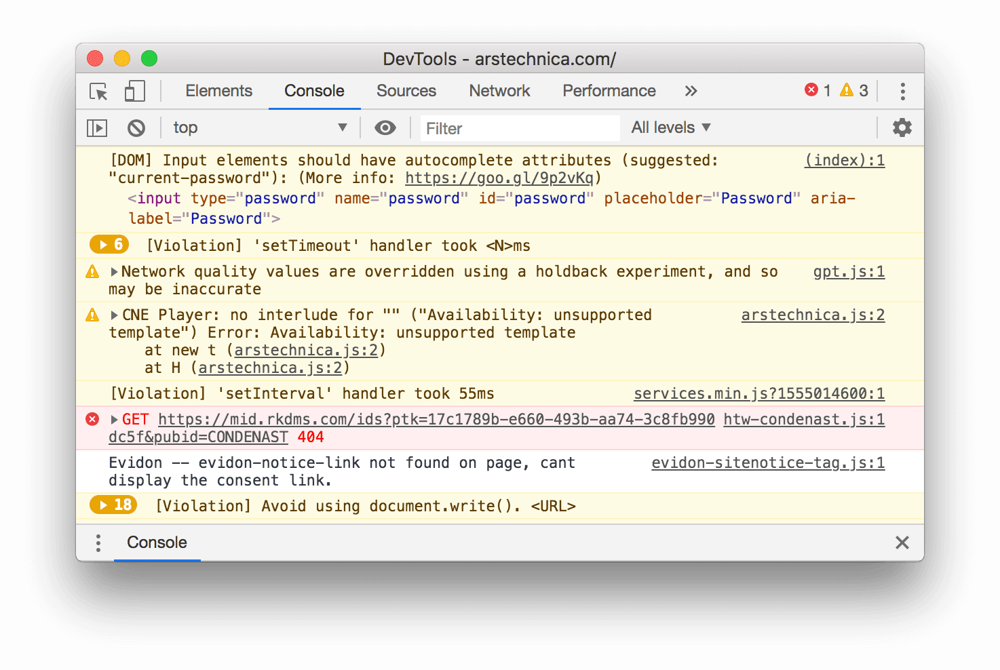 DevTools - arstechnica.com/
Elements Console Sources Network Performance » 1 3
top Filter All levels
[DOM] Input elements should have autocomplete attributes (suggested: (index):1
"current-password"): (More info: https://goo.gl/9p2vKq)
<input type="password" name="password" id="password" placeholder="Password" aria-
label="Password">
6 [Violation] 'setTimeout' handler took <N>ms
Network quality values are overridden using a holdback experiment, and so gpt.js:1
may be inaccurate
CNE Player: no interlude for "" ("Availability: unsupported arstechnica.js:2
template") Error: Availability: unsupported template
at new t (arstechnica.js:2)
at H (arstechnica.js:2)
[Violation] 'setInterval' handler took 55ms services.min.js?1555014600:1
GET https://mid.rkdms.com/ids?ptk=17c1789b-e660-493b-aa74-3c8fb990 htw-condenast.js:1
dc5f&pubid=CONDENAST 404
Evidon -- evidon-notice-link not found on page, cant evidon-sitenotice-tag.js:1
display the consent link.
18 [Violation] Avoid using document.write(). <URL>
Console